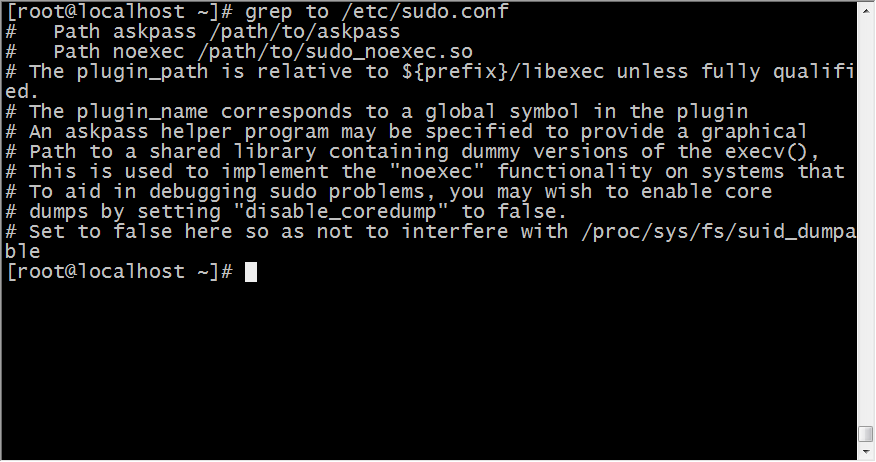 [root@localhost ~]# grep to /etc/sudo.conf
#   Path askpass /path/to/askpass
#   Path noexec /path/to/sudo_noexec.so
# The plugin_path is relative to ${prefix}/libexec unless fully qualifi
ed.
# The plugin_name corresponds to a global symbol in the plugin
# An askpass helper program may be specified to provide a graphical
# Path to a shared library containing dummy versions of the execv(),
# This is used to implement the "noexec" functionality on systems that
# To aid in debugging sudo problems, you may wish to enable core
# dumps by setting "disable_coredump" to false.
# Set to false here so as not to interfere with /proc/sys/fs/suid_dumpa
ble
[root@localhost ~]#